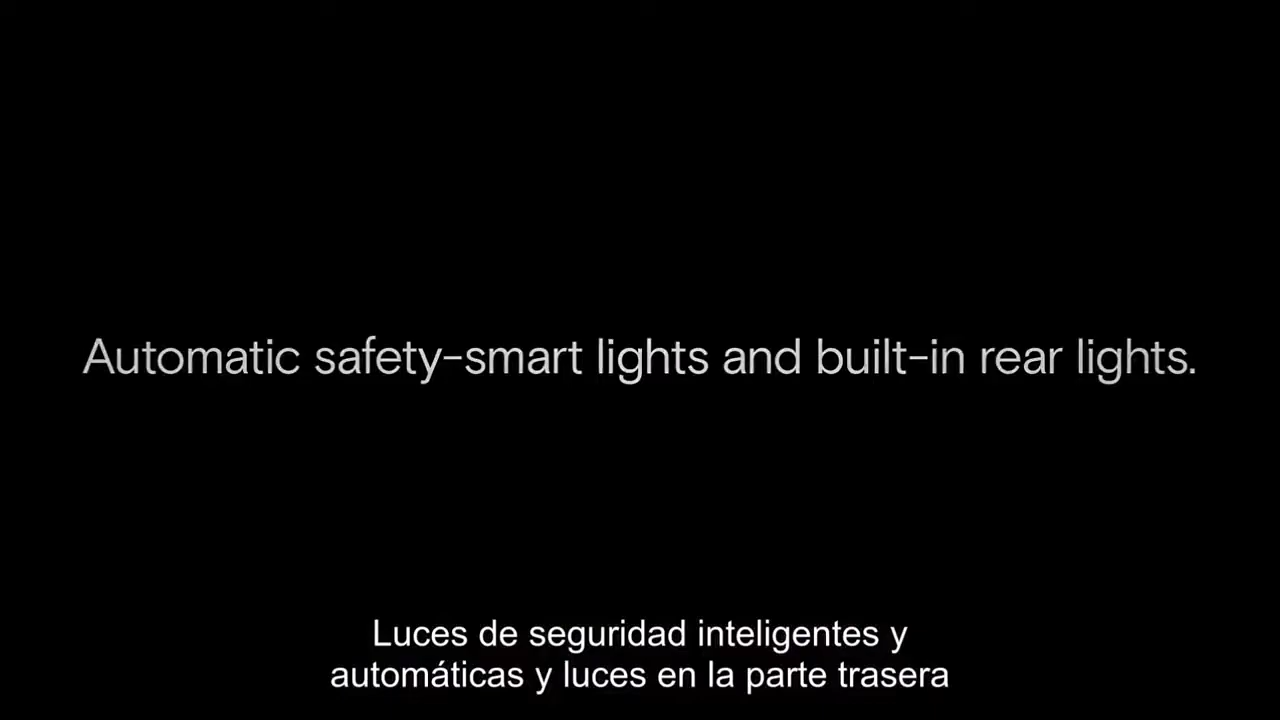 Automatic safety-smart lights and built-in rear lights.
Luces de seguridad inteligentes y
automáticas y luces en la parte trasera